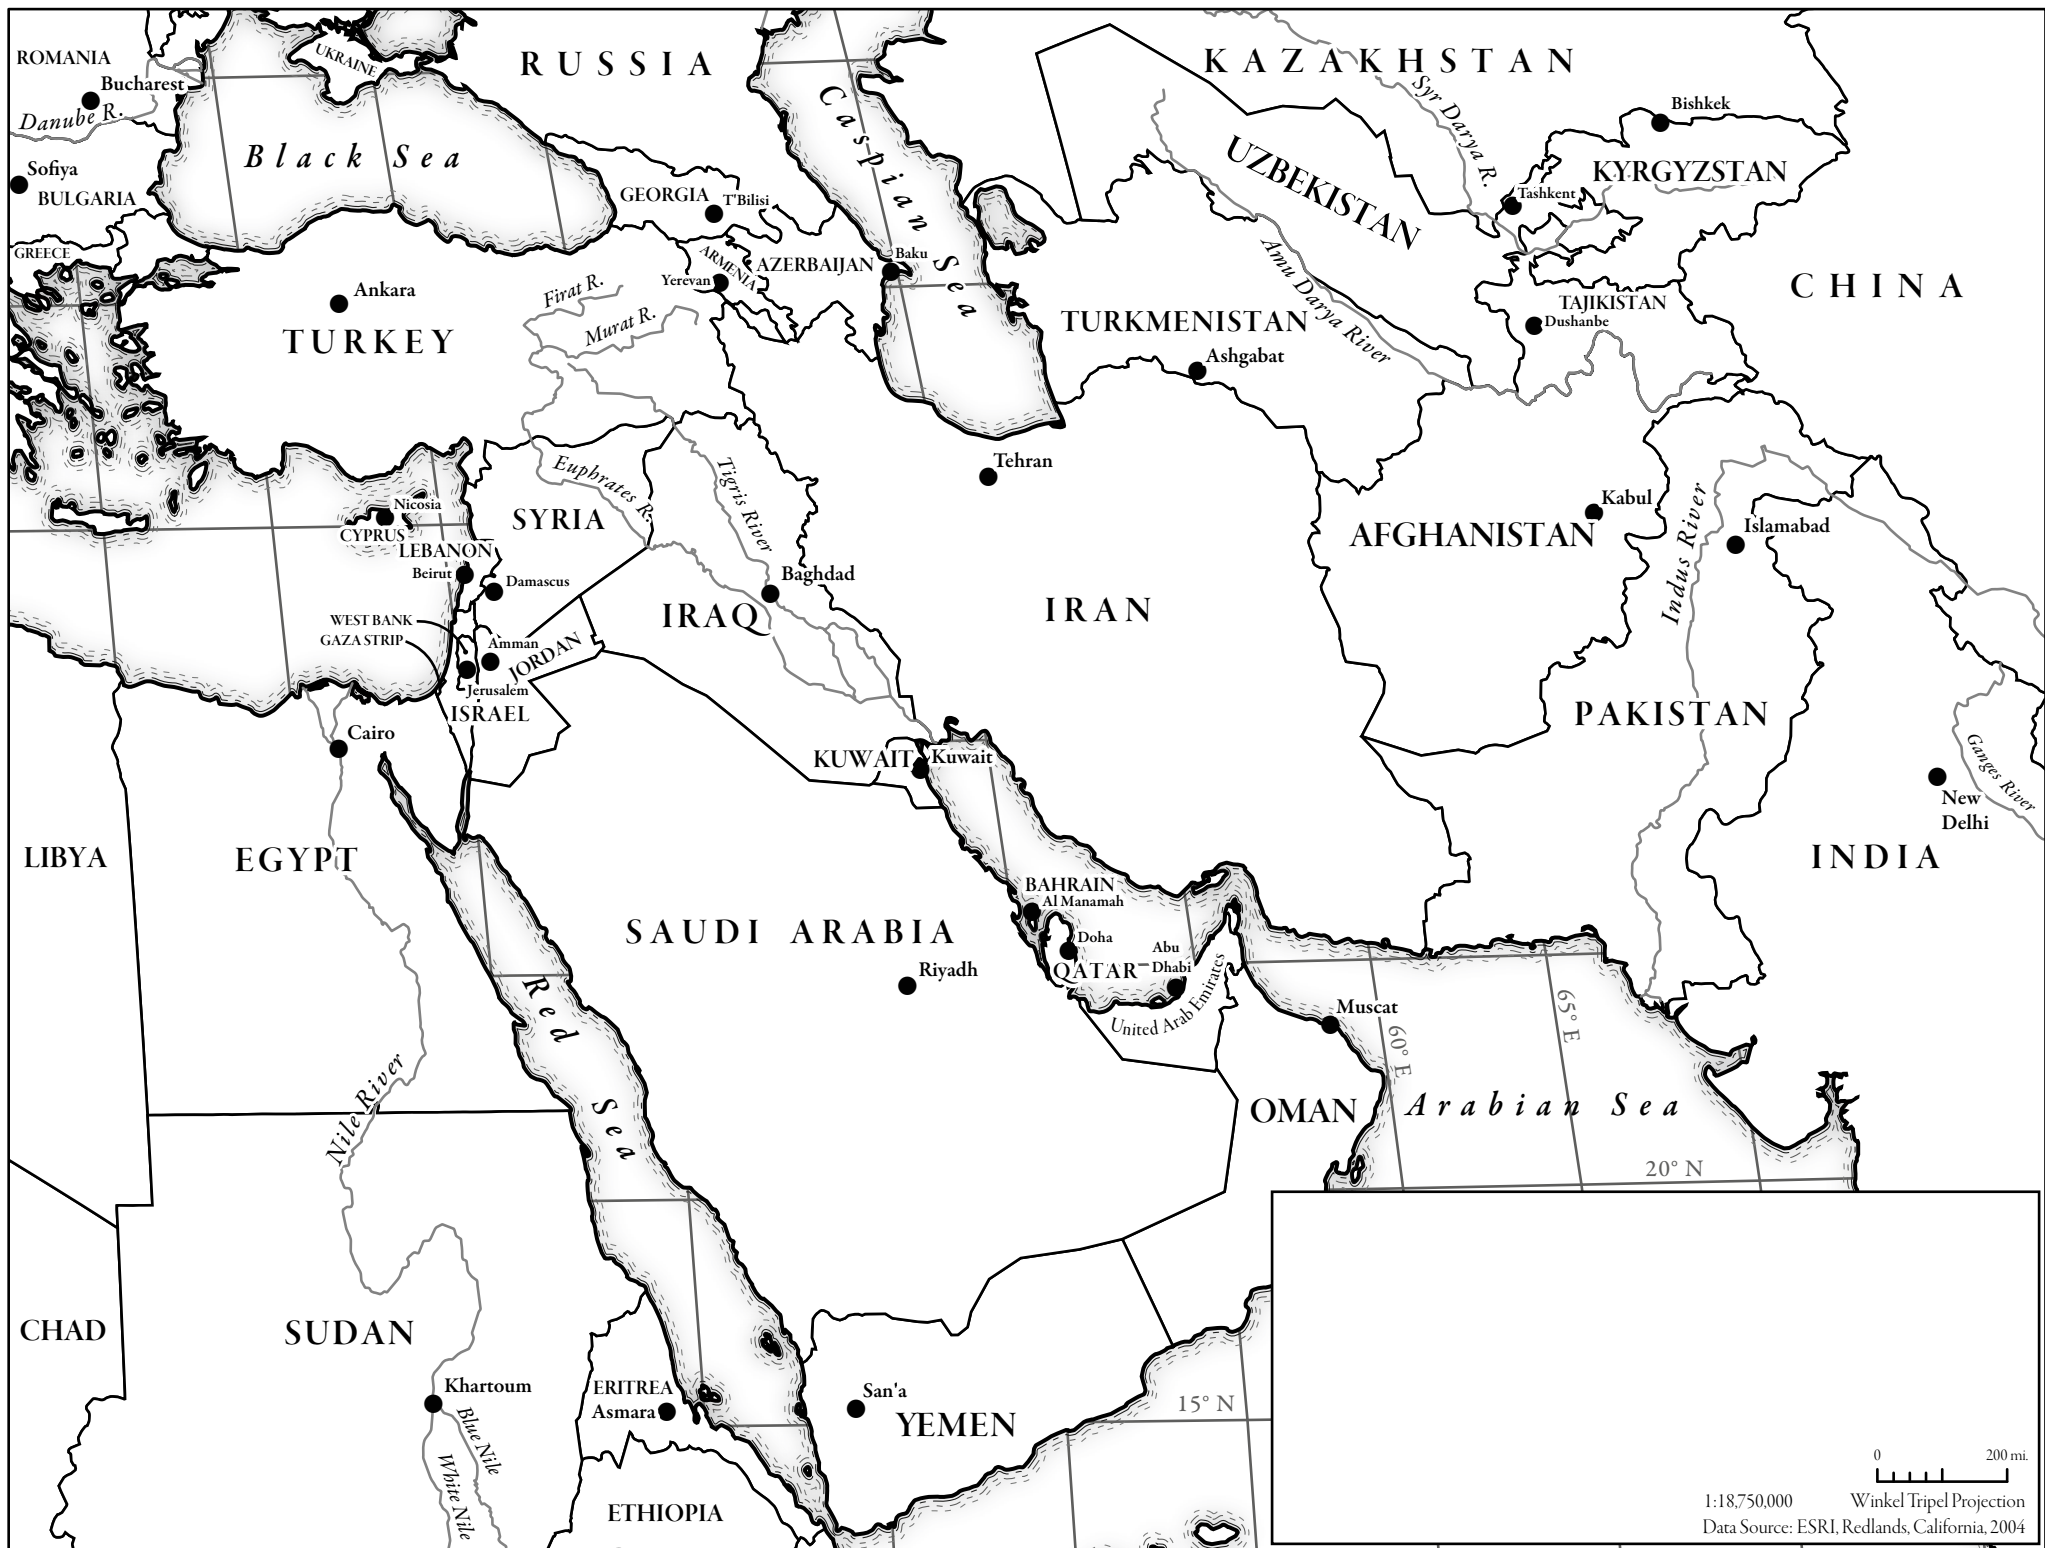 ROMANIA
Bucharest
Danube R.
Sofiya
BULGARIA
GREECE
UKRAINE
RUSSIA
Black Sea
Caspian Sea
KAZAKHSTAN
Syr Darya R.
Bishkek
KYRGYZSTAN
UZBEKISTAN
Tashkent
GEORGIA
T'Bilisi
ARMENIA
AZERBAIJAN
Baku
Yerevan
Ankara
TURKEY
Firat R.
Murat R.
Amu Darya River
TURKMENISTAN
Ashgabat
TAJIKISTAN
Dushanbe
CHINA
Tehran
Nicosia
CYPRUS
LEBANON
Beirut
SYRIA
Damascus
Euphrates R.
Tigris River
Baghdad
IRAQ
IRAN
AFGHANISTAN
Kabul
Indus River
Islamabad
WEST BANK
GAZA STRIP
Amman
JORDAN
Jerusalem
ISRAEL
Cairo
KUWAIT
Kuwait
PAKISTAN
Ganges River
New
Delhi
INDIA
LIBYA
EGYPT
SAUDI ARABIA
Riyadh
BAHRAIN
Al Manamah
Doha
QATAR
Abu
Dhabi
United Arab Emirates
Muscat
60° E
65° E
Red Sea
Nile River
OMAN
Arabian Sea
20° N
CHAD
SUDAN
Khartoum
Blue Nile
White Nile
ERITREA
Asmara
San'a
YEMEN
15° N
ETHIOPIA
0 200 mi.
1:18,750,000 Winkel Tripel Projection
Data Source: ESRI, Redlands, California, 2004